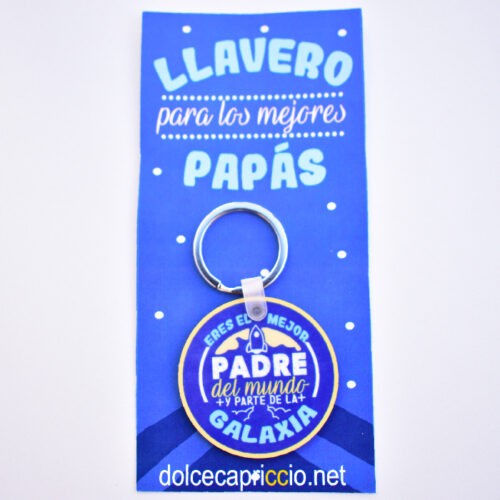 LLAVERO
para los mejores
PAPÁS
ERES EL MEJOR
PADRE
del mundo
Y PARTE DE LA
GALAXIA
dolcecapriccio.net